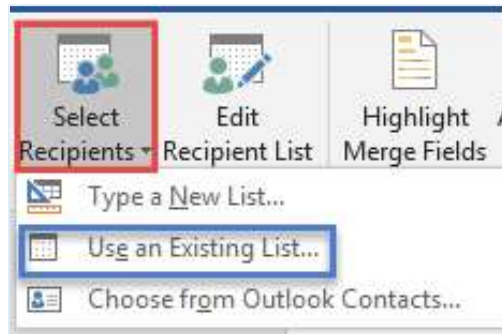 Select Recipients
Edit Recipient List
Highlight Merge Fields
Type a New List...
Use an Existing List...
Choose from Outlook Contacts...